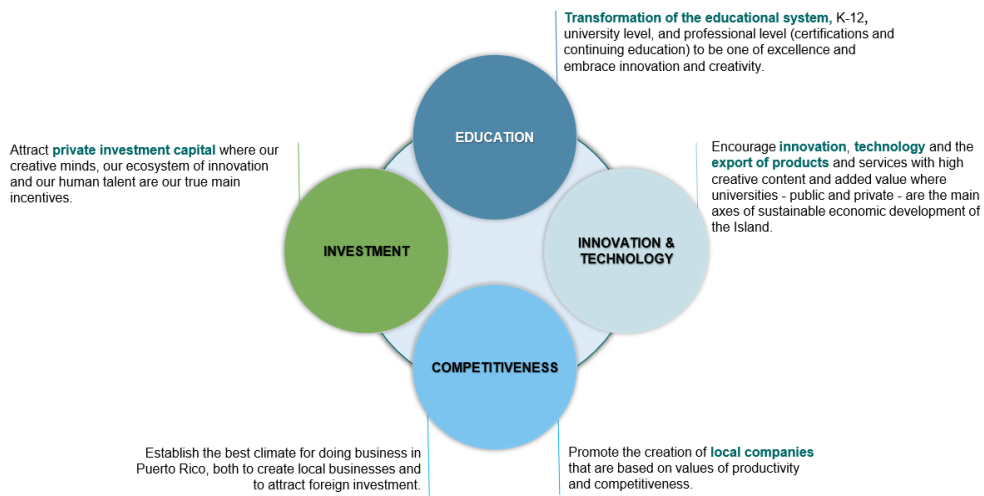 Transformation of the educational system, K-12,
university level, and professional level (certifications and
continuing education) to be one of excellence and
embrace innovation and creativity.
EDUCATION
Attract private investment capital where our
creative minds, our ecosystem of innovation
and our human talent are our true main
incentives.
Encourage innovation, technology and the
export of products and services with high
creative content and added value where
universities - public and private - are the main
axes of sustainable economic development of
the Island.
INVESTMENT
INNOVATION &
TECHNOLOGY
COMPETITIVENESS
Establish the best climate for doing business in
Puerto Rico, both to create local businesses and
to attract foreign investment.
Promote the creation of local companies
that are based on values of productivity
and competitiveness.